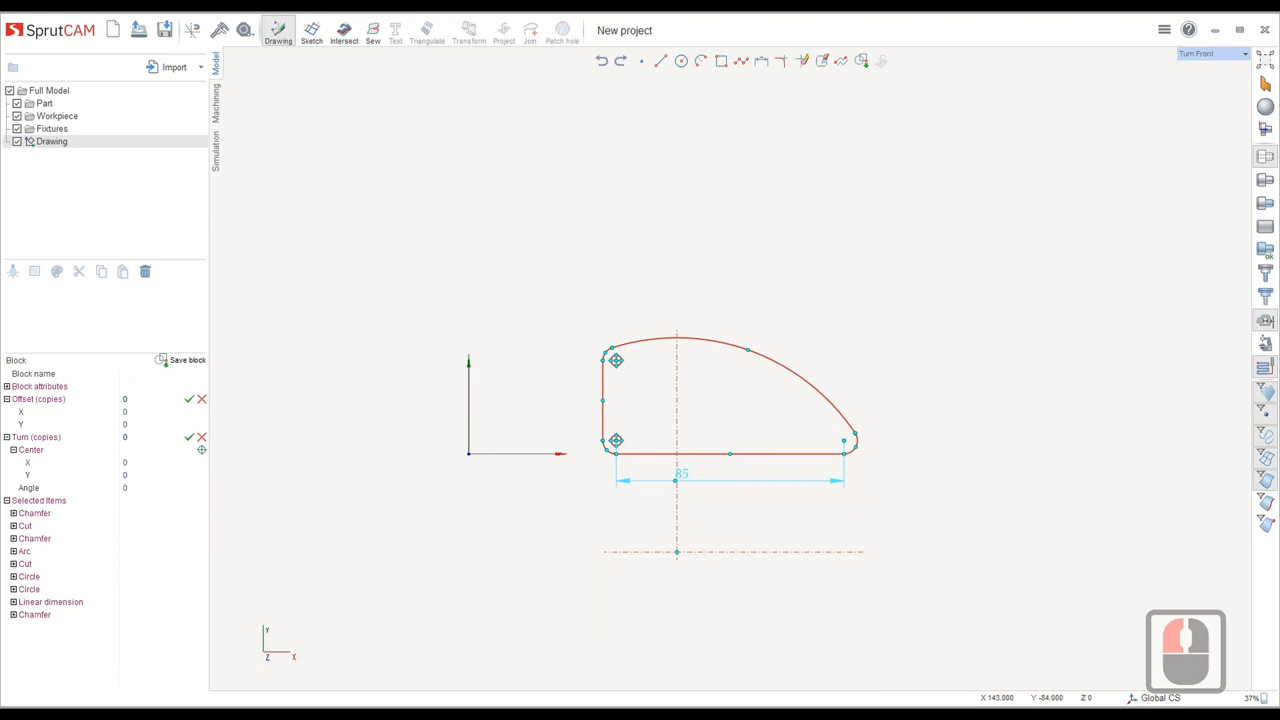 SprutCAM
Drawing
Sketch
Intersect
Sew
Text
Triangulate
Transform
Project
Join
Patch hole
New project
Import
Model
Machining
Simulation
Turn Front
Full Model
Part
Workpiece
Fixtures
Drawing
Block
Save block
Block name
Block attributes
Offset (copies) 0
X 0
Y 0
Turn (copies) 0
Center
X 0
Y 0
Angle 0
Selected Items
Chamfer
Cut
Chamfer
Arc
Cut
Circle
Circle
Linear dimension
Chamfer
85
Y
Z
X
ok
X 143.000 Y -84.000 Z 0 Global CS 37%